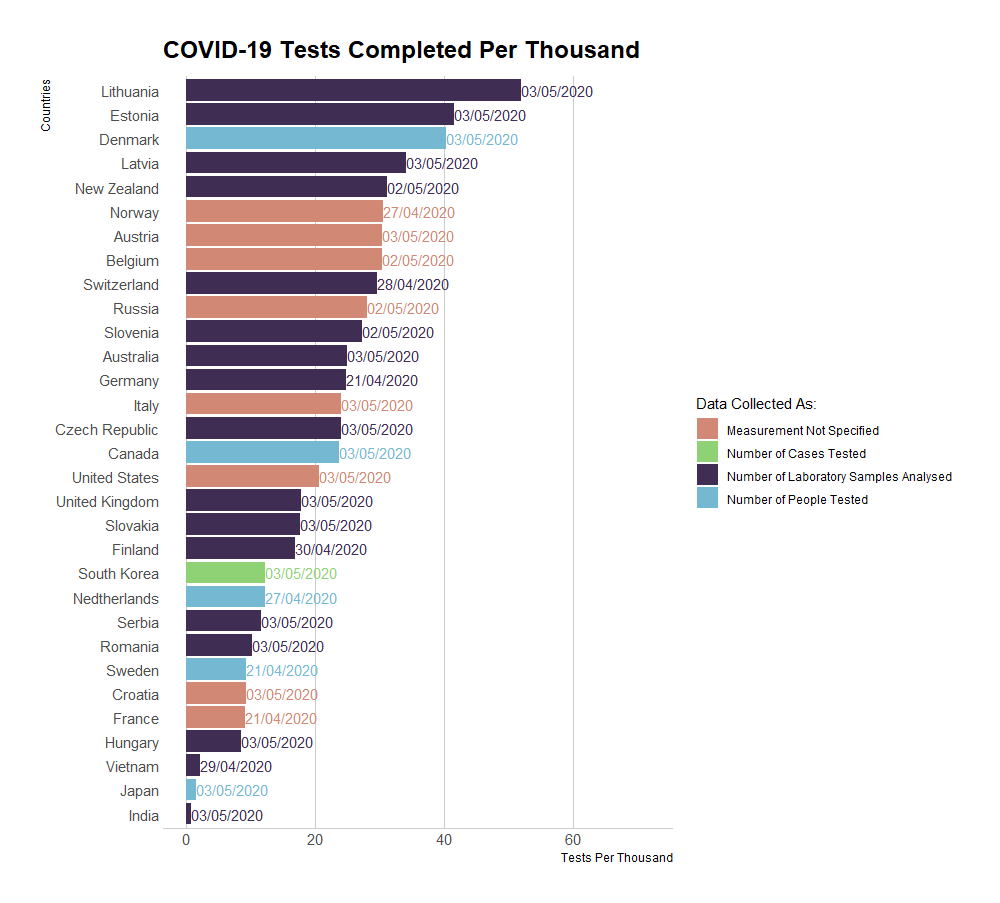 COVID-19 Tests Completed Per Thousand
Countries
Lithuania 03/05/2020
Estonia 03/05/2020
Denmark 03/05/2020
Latvia 03/05/2020
New Zealand 02/05/2020
Norway 27/04/2020
Austria 03/05/2020
Belgium 02/05/2020
Switzerland 28/04/2020
Russia 02/05/2020
Slovenia 02/05/2020
Australia 03/05/2020
Germany 21/04/2020
Italy 03/05/2020
Czech Republic 03/05/2020
Canada 03/05/2020
United States 03/05/2020
United Kingdom 03/05/2020
Slovakia 03/05/2020
Finland 30/04/2020
South Korea 03/05/2020
Nedtherlands 27/04/2020
Serbia 03/05/2020
Romania 03/05/2020
Sweden 21/04/2020
Croatia 03/05/2020
France 21/04/2020
Hungary 03/05/2020
Vietnam 29/04/2020
Japan 03/05/2020
India 03/05/2020
0 20 40 60
Tests Per Thousand
Data Collected As:
Measurement Not Specified
Number of Cases Tested
Number of Laboratory Samples Analysed
Number of People Tested